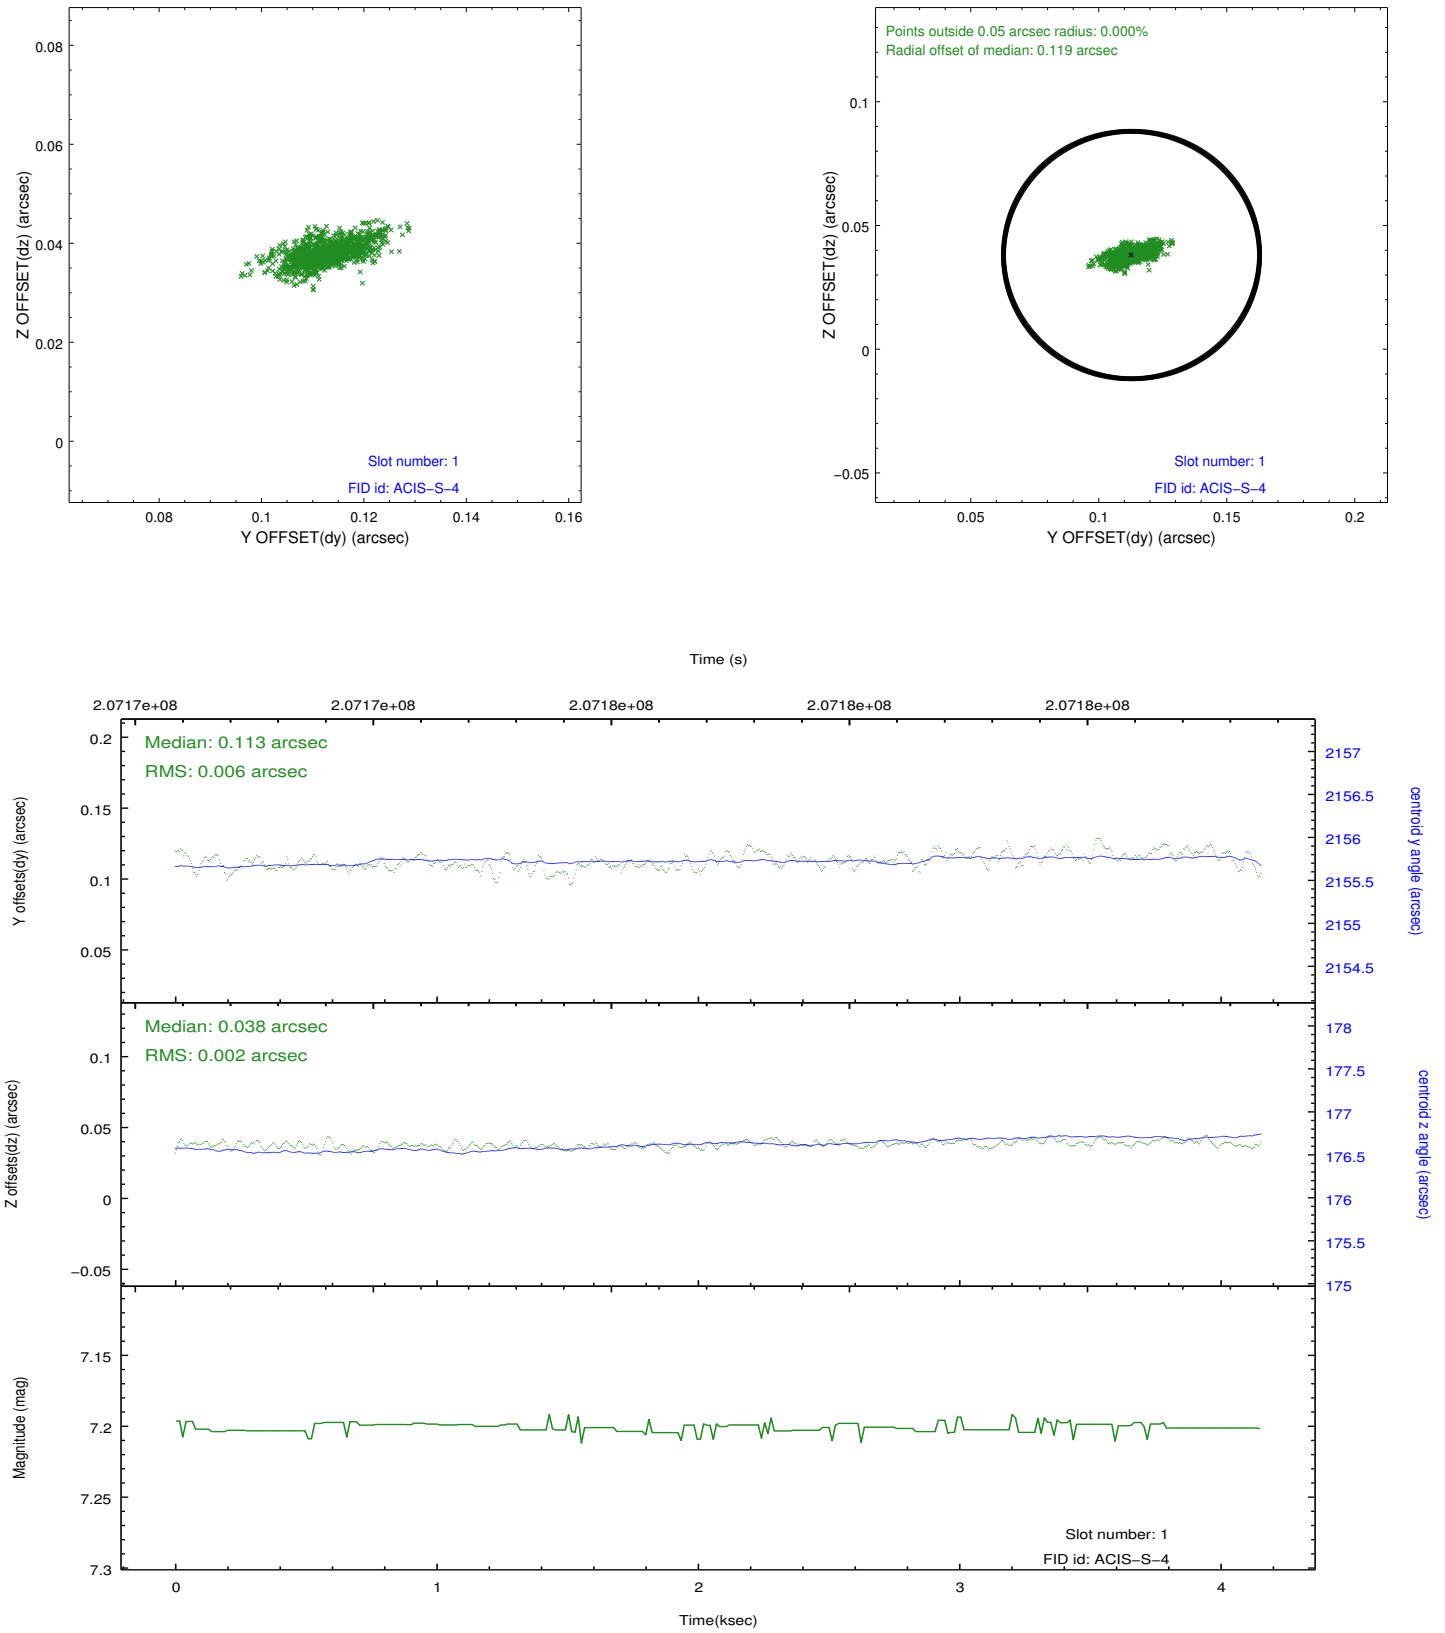 0.08
0.06
0.04
0.02
0
Z OFFSET(dz) (arcsec)
Slot number: 1
FID id: ACIS−S−4
0.08
0.1
0.12
0.14
0.16
Y OFFSET(dy) (arcsec)
Points outside 0.05 arcsec radius: 0.000%
Radial offset of median: 0.119 arcsec
0.1
0.05
0
−0.05
Z OFFSET(dz) (arcsec)
Slot number: 1
FID id: ACIS−S−4
0.05
0.1
0.15
0.2
Y OFFSET(dy) (arcsec)
Time (s)
2.0717e+08
2.0717e+08
2.0718e+08
2.0718e+08
2.0718e+08
Median: 0.113 arcsec
RMS: 0.006 arcsec
0.2
0.15
0.1
0.05
Y offsets(dy) (arcsec)
2157
2156.5
2156
2155.5
2155
2154.5
centroid y angle (arcsec)
Median: 0.038 arcsec
RMS: 0.002 arcsec
0.1
0.05
0
−0.05
Z offsets(dz) (arcsec)
178
177.5
177
176.5
176
175.5
175
centroid z angle (arcsec)
7.15
7.2
7.25
7.3
Magnitude (mag)
Slot number: 1
FID id: ACIS−S−4
0
1
2
3
4
Time(ksec)